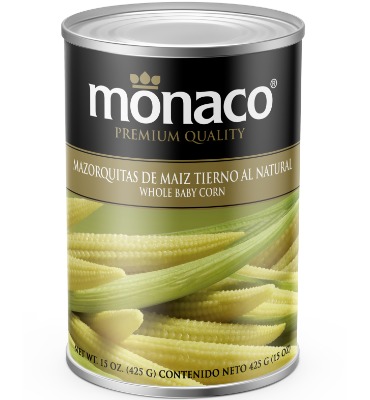 monaco®
PREMIUM QUALITY
MAZORQUITAS DE MAIZ TIERNO AL NATURAL
WHOLE BABY CORN
NET WT. 15 OZ. (425 G) CONTENIDO NETO 425 G (15 OZ